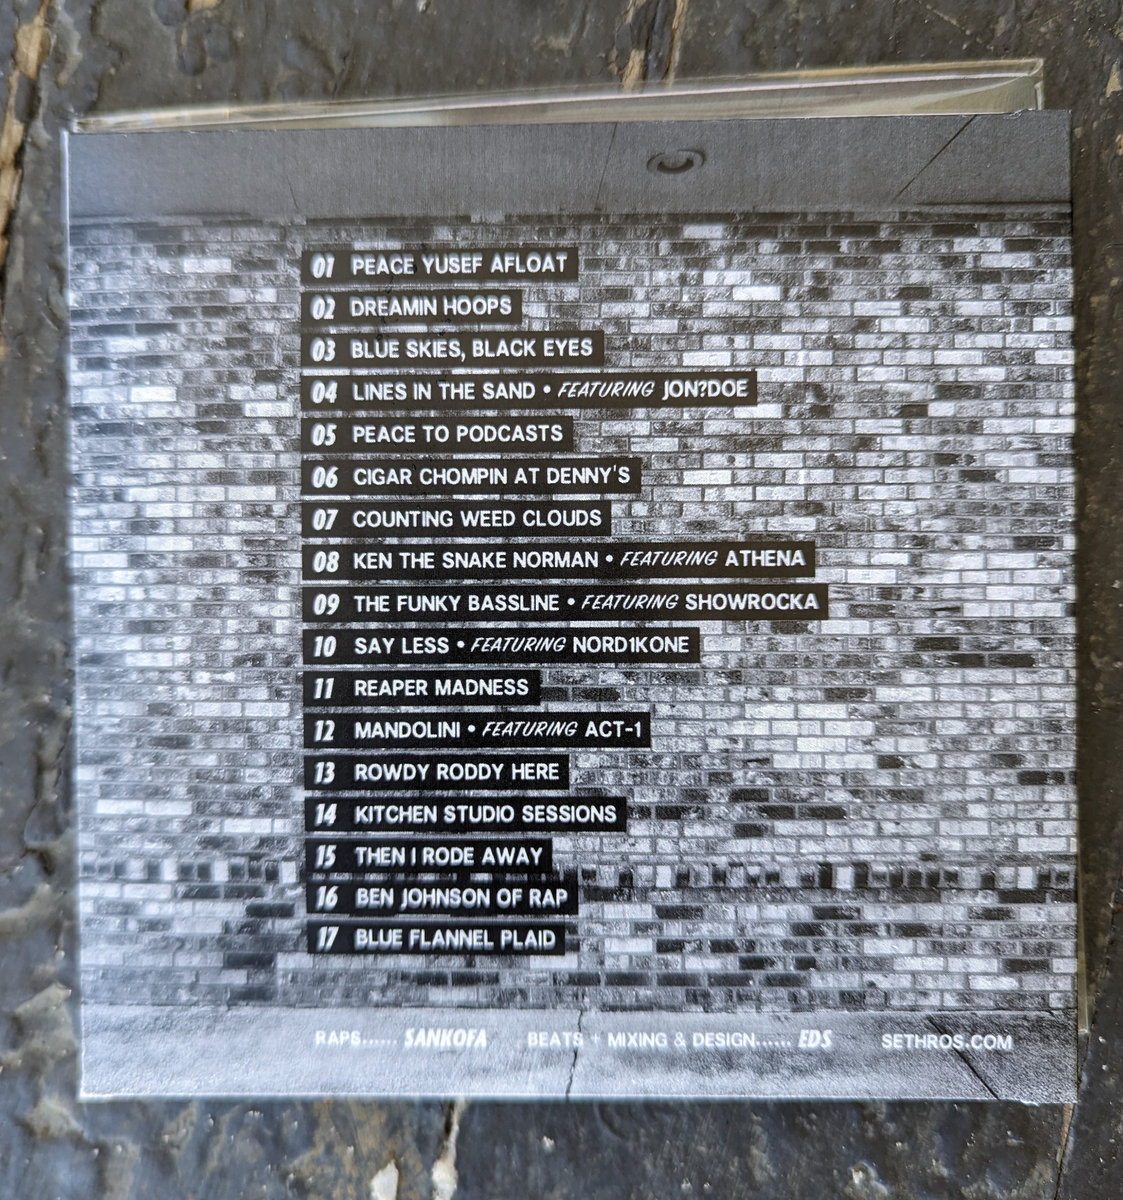 01 PEACE YUSEF AFLOAT
02 DREAMIN HOOPS
03 BLUE SKIES, BLACK EYES
04 LINES IN THE SAND • FEATURING JON?DOE
05 PEACE TO PODCASTS
06 CIGAR CHOMPIN AT DENNY'S
07 COUNTING WEED CLOUDS
08 KEN THE SNAKE NORMAN • FEATURING ATHENA
09 THE FUNKY BASSLINE • FEATURING SHOWROCKA
10 SAY LESS • FEATURING NORD1KONE
11 REAPER MADNESS
12 MANDOLINI • FEATURING ACT-1
13 ROWDY RODDY HERE
14 KITCHEN STUDIO SESSIONS
15 THEN I RODE AWAY
16 BEN JOHNSON OF RAP
17 BLUE FLANNEL PLAID
RAPS...... SANKOFA BEATS + MIXING & DESIGN...... EDS SETHROS.COM